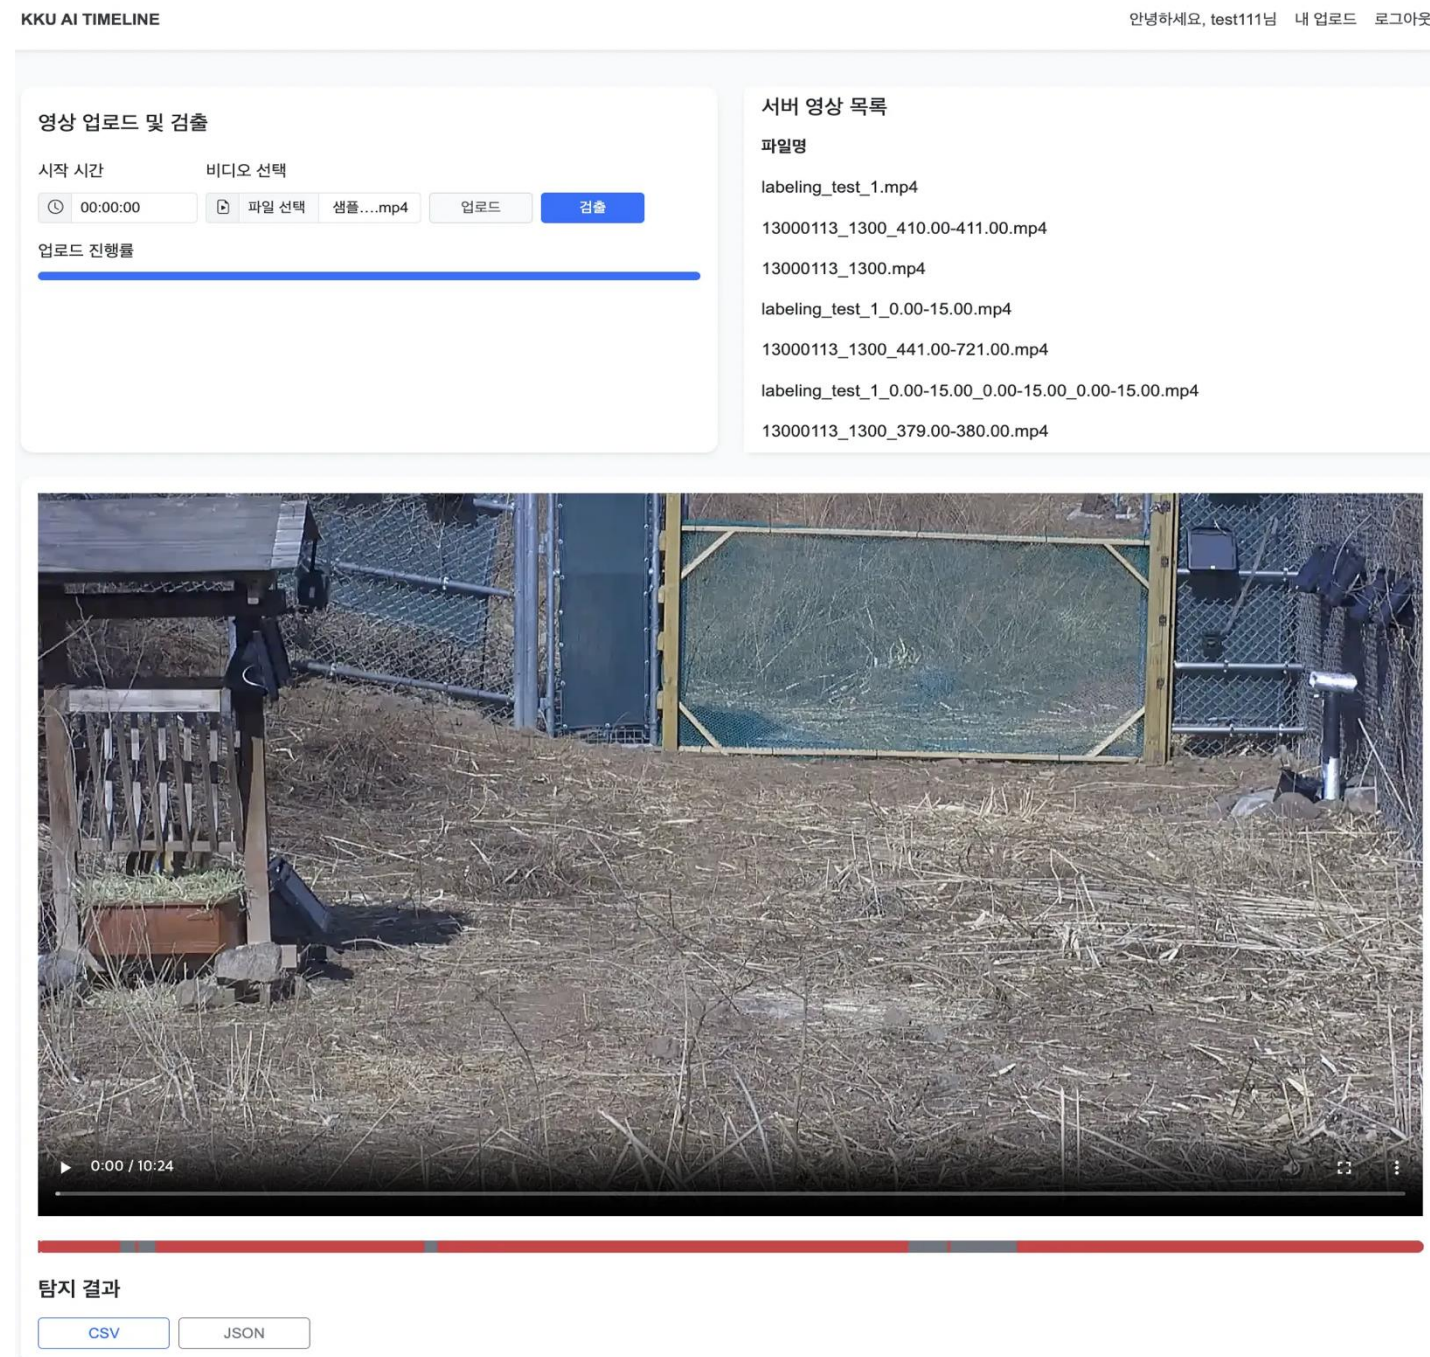 KKU AI TIMELINE
안녕하세요, test111님 내 업로드 로그아웃
영상 업로드 및 검출
시작 시간 비디오 선택
00:00:00 파일 선택 샘플....mp4 업로드 검출
업로드 진행률
서버 영상 목록
파일명
labeling_test_1.mp4
13000113_1300_410.00-411.00.mp4
13000113_1300.mp4
labeling_test_1_0.00-15.00.mp4
13000113_1300_441.00-721.00.mp4
labeling_test_1_0.00-15.00_0.00-15.00_0.00-15.00.mp4
13000113_1300_379.00-380.00.mp4
0:00 / 10:24
탐지 결과
CSV JSON